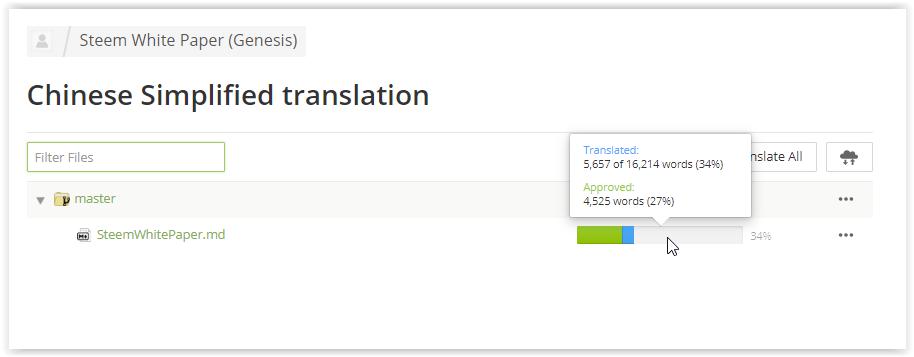 Steem White Paper (Genesis)
Chinese Simplified translation
Filter Files
Translated:
5,657 of 16,214 words (34%)
Approved:
4,525 words (27%)
nslate All
master
SteemWhitePaper.md
34%